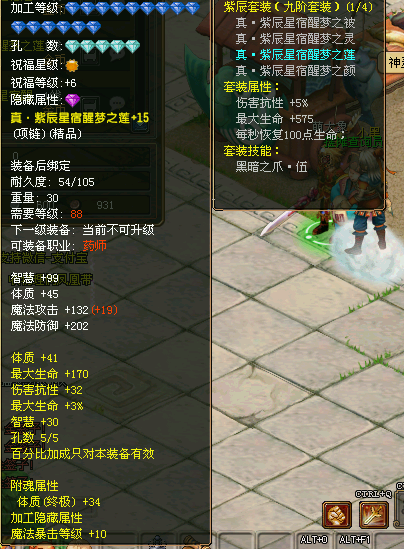 加工等级:
孔 数:
祝福星级:
祝福等级:+6
隐藏属性:
真·紫辰星宿醒梦之莲+15
(项链)(精品)
装备后绑定
耐久度: 54/105
重量: 30
需要等级: 88
下一级装备: 当前不可升级
可装备职业: 药师
智慧 +99
体质 +45
魔法攻击 +132(+19)
魔法防御 +202
体质 +41
最大生命 +170
伤害抗性 +32
最大生命 +3%
智慧 +30
孔数 5/5
百分比加成只对本装备有效
附魂属性
体质(终极) +34
加工隐藏属性
魔法暴击等级 +10
紫辰套装(九阶套装)(1/4)
真·紫辰星宿醒梦之被
真·紫辰星宿醒梦之灵
真·紫辰星宿醒梦之莲
真·紫辰星宿醒梦之颜
套装属性:
伤害抗性 +5%
最大生命 +575
每秒恢复100点生命;
套装技能:
黑暗之爪·伍
931
CTRL+Q
ALT+O
ALT+F1